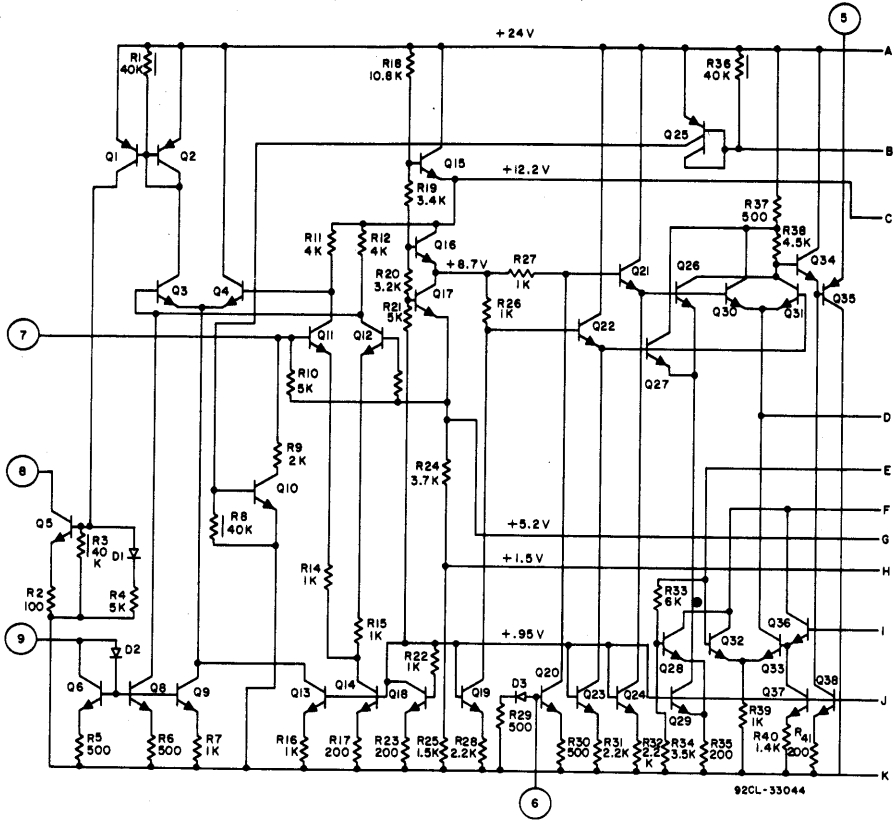 5
+24V
A
R1
40K
R18
10.8K
R36
40K
Q1
Q2
Q25
B
Q15
+12.2V
R19
3.4K
C
R37
500
R11
4K
R12
4K
Q16
R38
4.5K
Q34
+8.7V
R27
1K
Q3
Q4
R20
3.2K
Q17
Q21
Q26
R21
5K
R26
1K
Q30
Q31
Q35
7
Q11
Q12
Q22
R10
5K
Q27
D
R9
2K
8
R24
3.7K
E
Q10
Q5
R8
40K
F
+5.2V
G
R3
40
K
D1
+1.5V
H
R14
1K
R2
100
R4
5K
R33
6K
R15
1K
9
D2
+.95V
Q36
I
R22
1K
Q28
Q32
Q33
Q6
Q8
Q9
Q13
Q14
Q18
Q19
D3
Q20
Q23
Q24
Q29
Q37
Q38
J
R29
500
R39
1K
R5
500
R6
500
R7
1K
R16
1K
R17
200
R23
200
R25
1.5K
R28
2.2K
R30
500
R31
2.2K
R32
2.2
K
R34
3.5K
R35
200
R40
1.4K
R41
200
K
92CL-33044
6